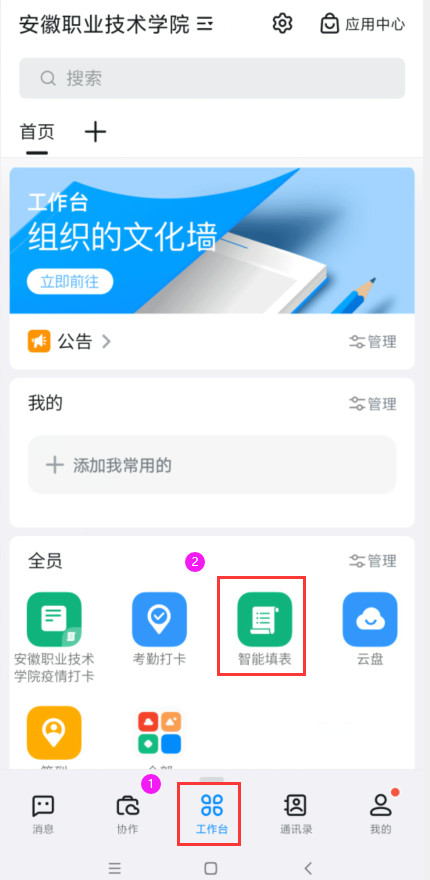 安徽职业技术学院
应用中心
搜索
首页
工作台
组织的文化墙
立即前往
公告
管理
我的
管理
添加我常用的
全员
2
管理
安徽职业技术
学院疫情打卡
考勤打卡
智能填表
云盘
1
消息
协作
工作台
通讯录
我的